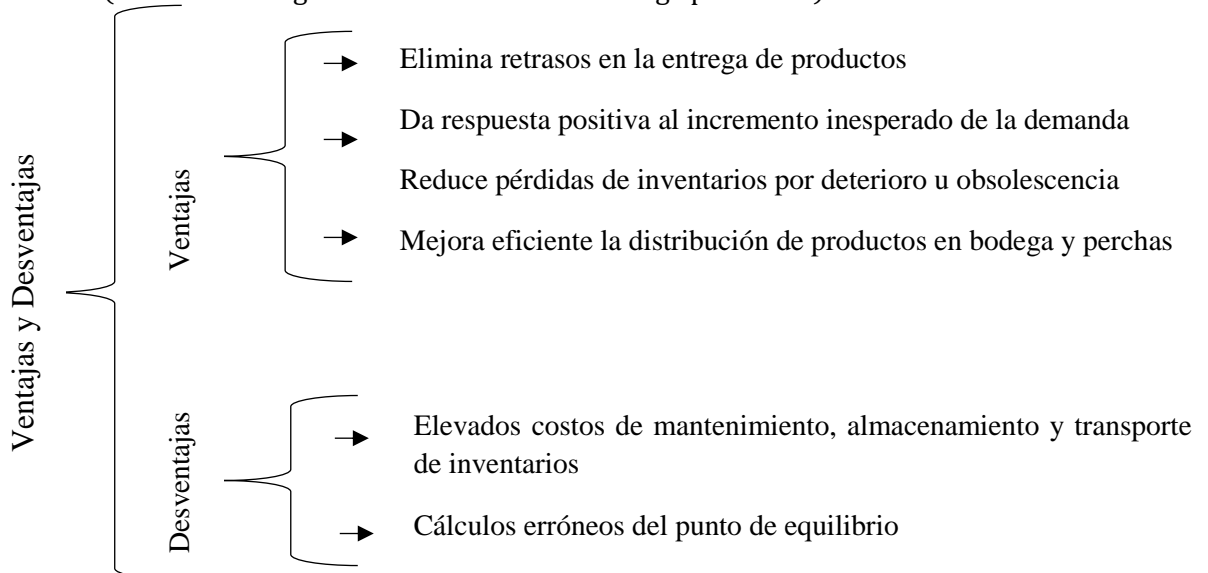 Ventajas y Desventajas
Ventajas
Elimina retrasos en la entrega de productos
Da respuesta positiva al incremento inesperado de la demanda
Reduce pérdidas de inventarios por deterioro u obsolescencia
Mejora eficiente la distribución de productos en bodega y perchas
Desventajas
Elevados costos de mantenimiento, almacenamiento y transporte
de inventarios
Cálculos erróneos del punto de equilibrio